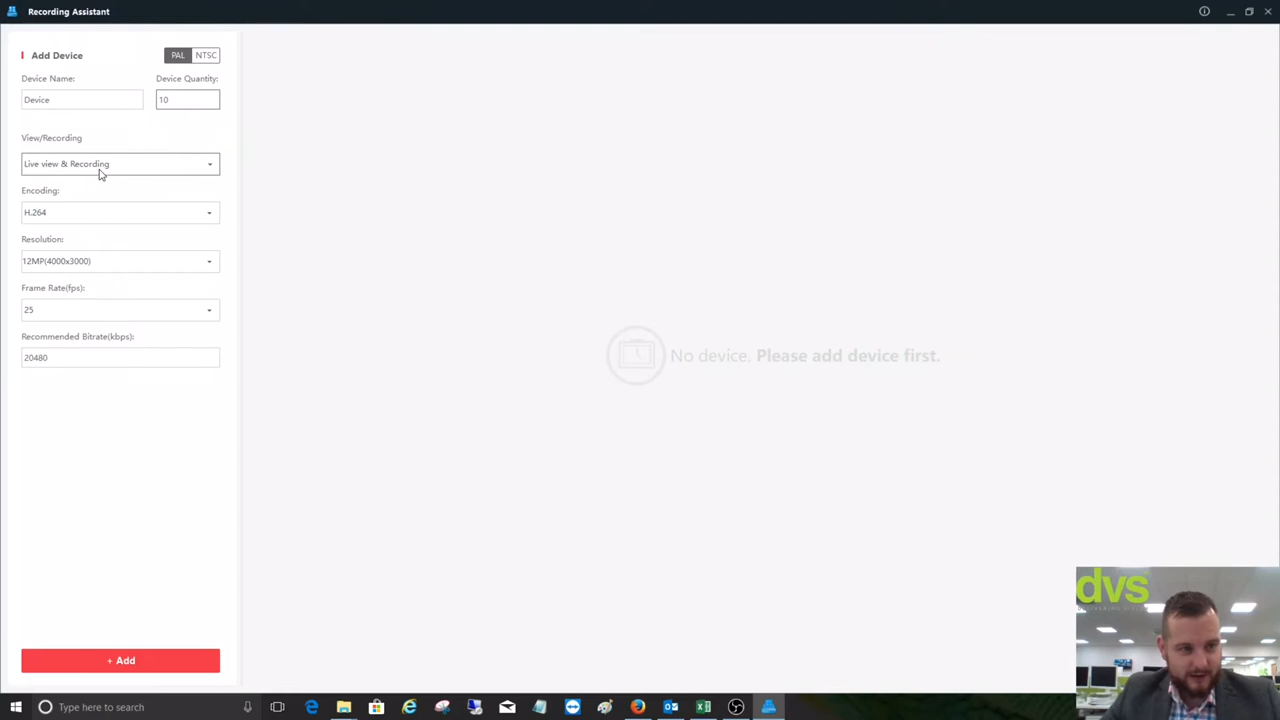 Recording Assistant
Add Device
PAL NTSC
Device Name: Device Quantity:
Device 10
View/Recording
Live view & Recording
Encoding:
H.264
Resolution:
12MP(4000x3000)
Frame Rate(fps):
25
Recommended Bitrate(kbps):
20480
No device. Please add device first.
+ Add
dvs
Type here to search